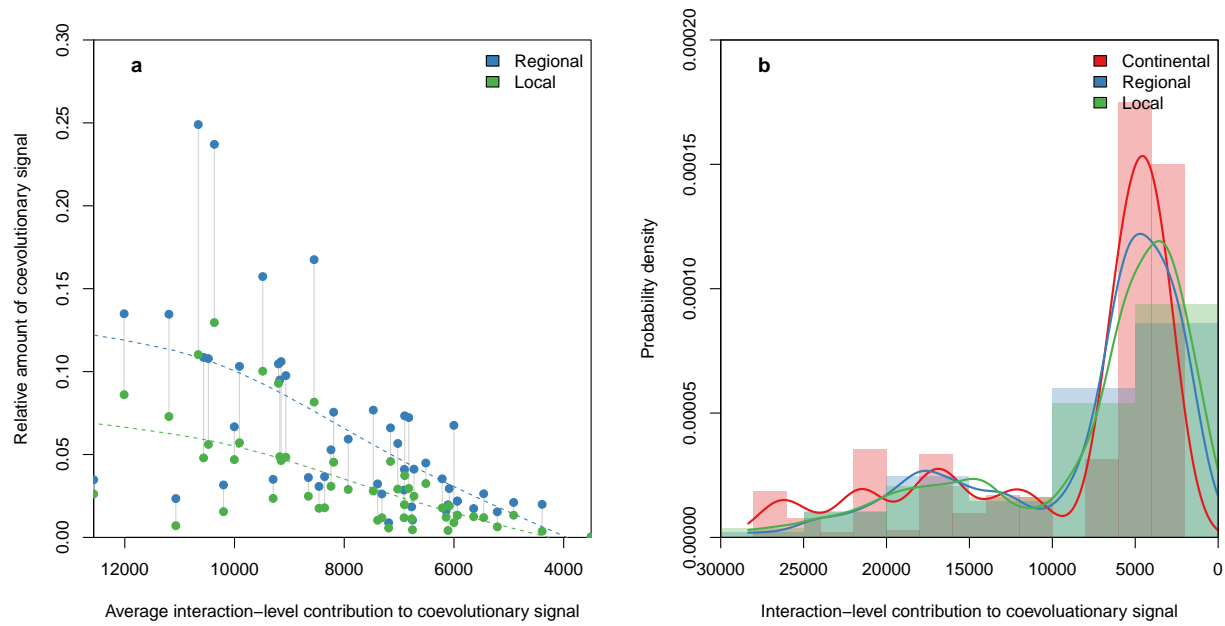 a
Regional
Local
Relative amount of coevolutionary signal
0.30
0.25
0.20
0.15
0.10
0.05
0.00
12000 10000 8000 6000 4000
Average interaction−level contribution to coevolutionary signal
b
Continental
Regional
Local
Probability density
0.00020
0.00015
0.00010
0.00005
0.00000
30000 25000 20000 15000 10000 5000 0
Interaction−level contribution to coevoluationary signal